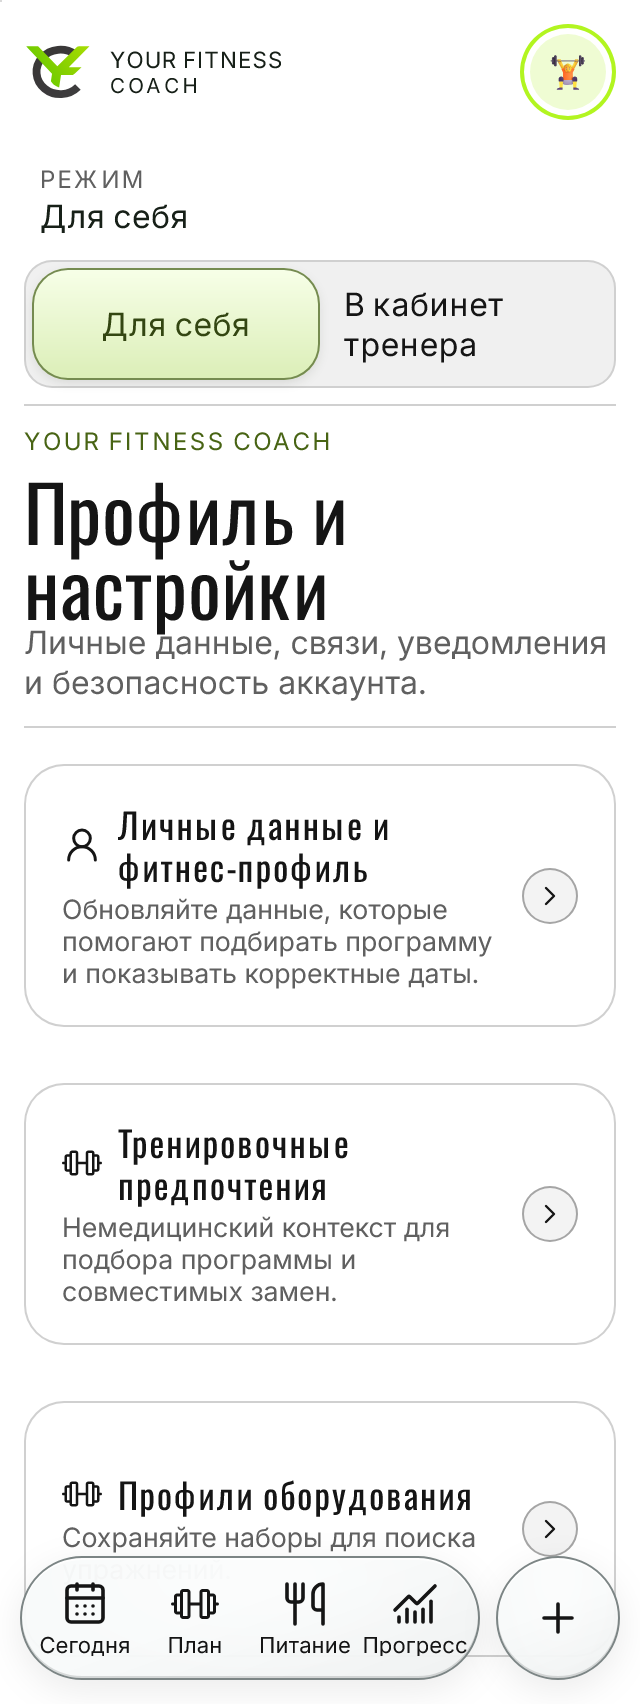 YOUR FITNESS
COACH
РЕЖИМ
Для себя
Для себя
В кабинет
тренера
YOUR FITNESS COACH
Профиль и
настройки
Личные данные, связи, уведомления
и безопасность аккаунта.
Личные данные и
фитнес-профиль
Обновляйте данные, которые
помогают подбирать программу
и показывать корректные даты.
Тренировочные
предпочтения
Немедицинский контекст для
подбора программы и
совместимых замен.
Профили оборудования
Сохраняйте наборы для поиска
упражнений.
Сегодня
План
Питание
Прогресс